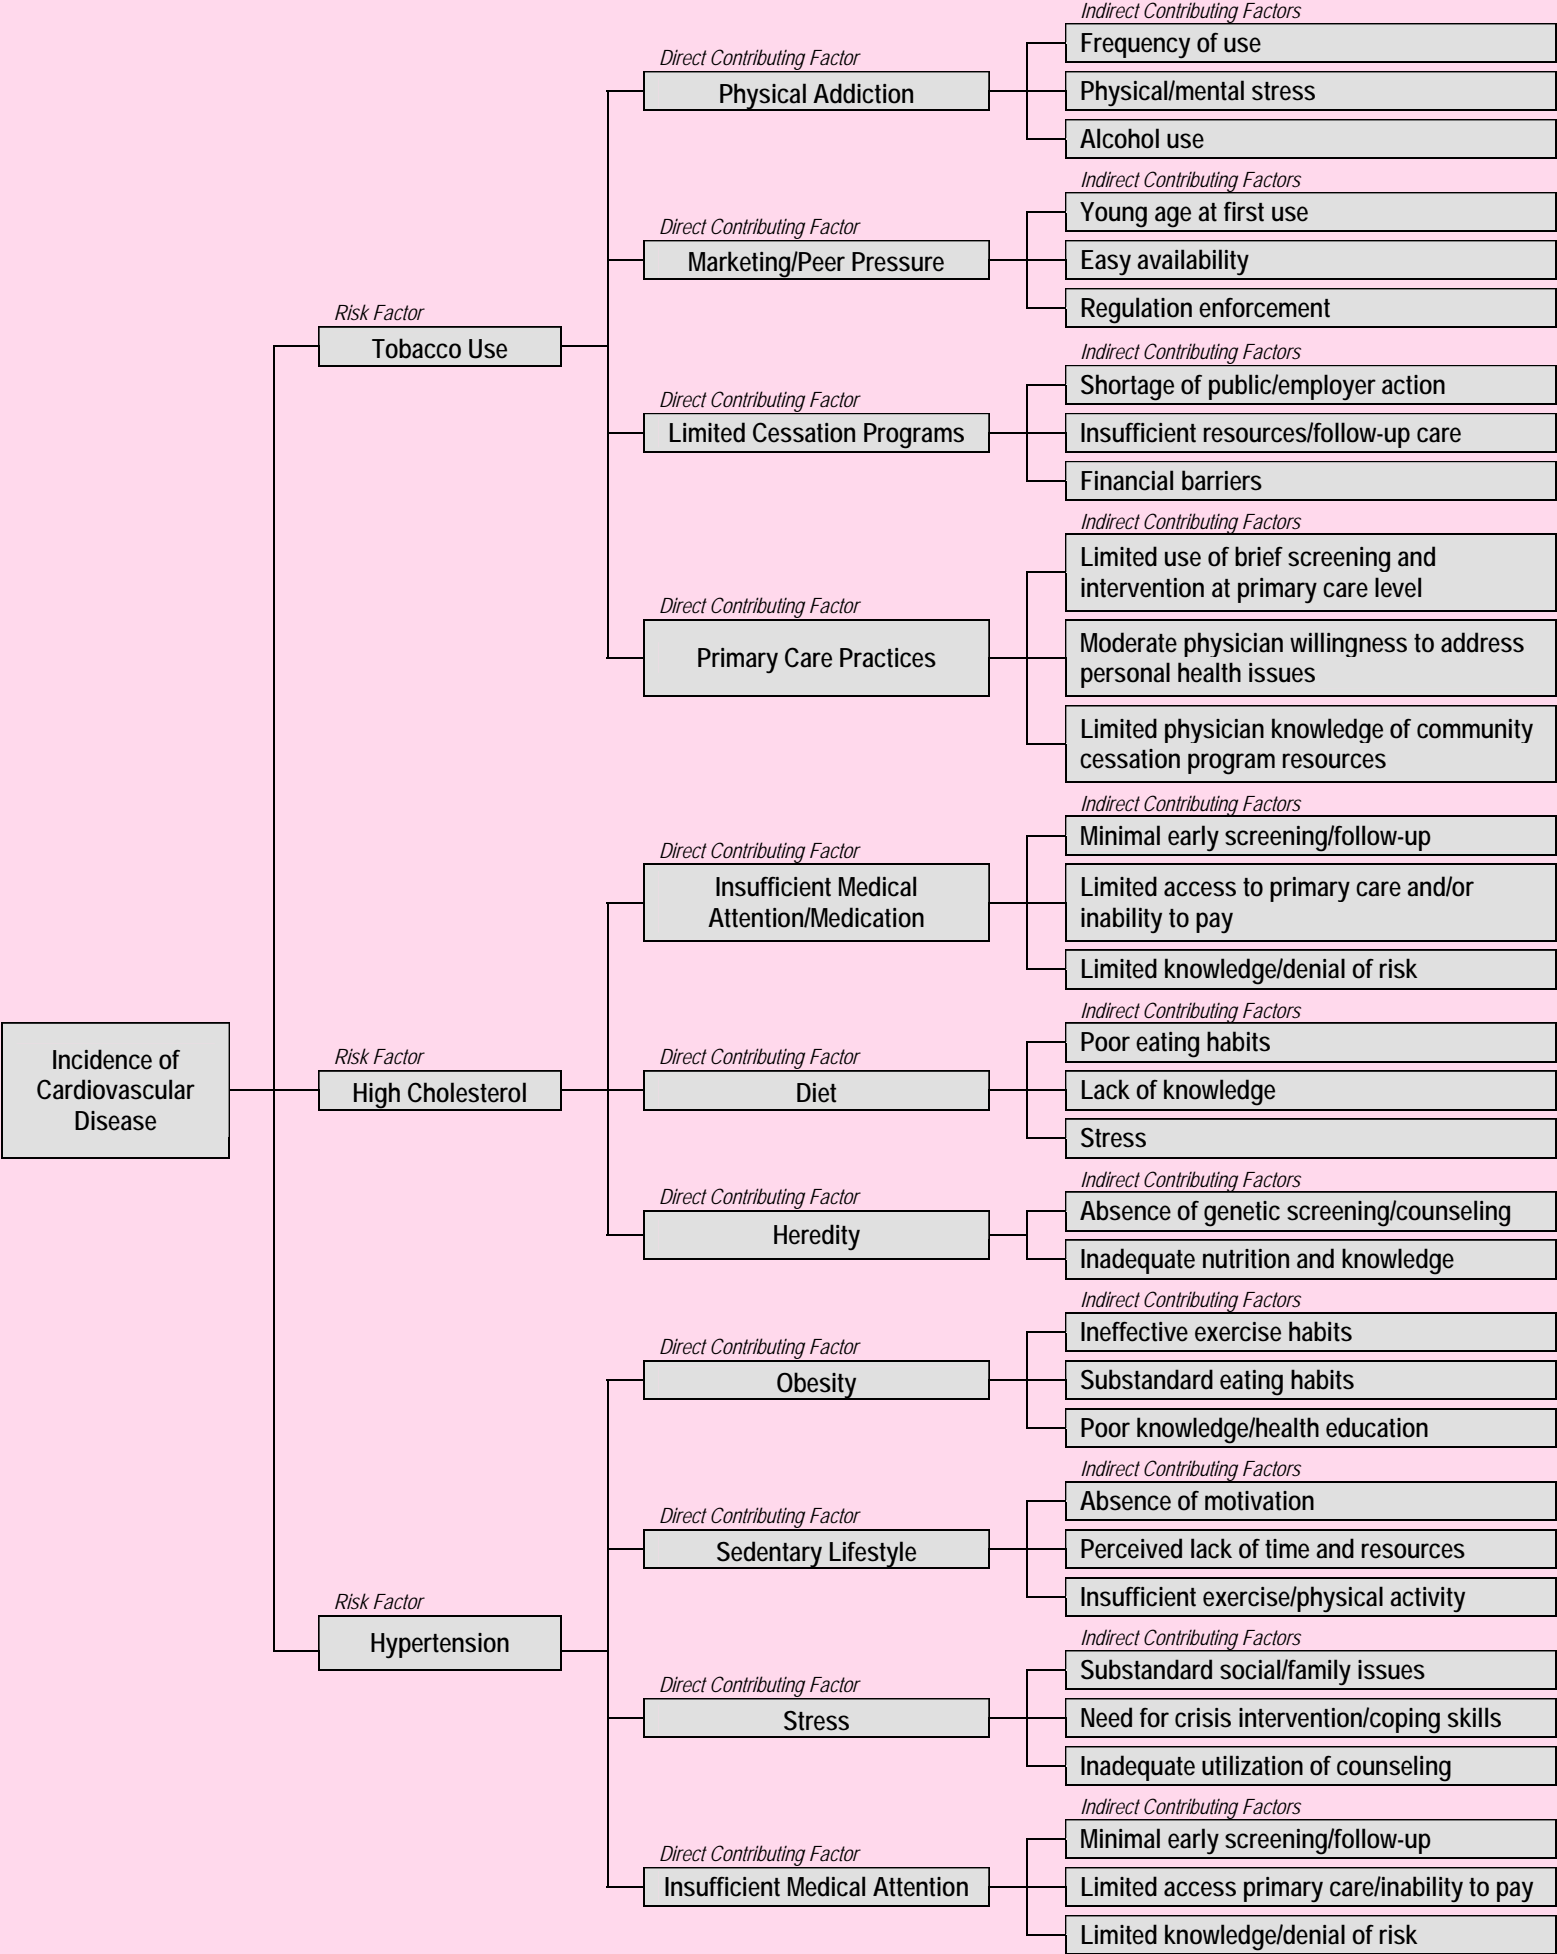 Incidence of
Cardiovascular
Disease
Risk Factor
Tobacco Use
Direct Contributing Factor
Physical Addiction
Indirect Contributing Factors
Frequency of use
Physical/mental stress
Alcohol use
Direct Contributing Factor
Marketing/Peer Pressure
Indirect Contributing Factors
Young age at first use
Easy availability
Regulation enforcement
Direct Contributing Factor
Limited Cessation Programs
Indirect Contributing Factors
Shortage of public/employer action
Insufficient resources/follow-up care
Financial barriers
Direct Contributing Factor
Primary Care Practices
Indirect Contributing Factors
Limited use of brief screening and
intervention at primary care level
Moderate physician willingness to address
personal health issues
Limited physician knowledge of community
cessation program resources
Risk Factor
High Cholesterol
Direct Contributing Factor
Insufficient Medical
Attention/Medication
Indirect Contributing Factors
Minimal early screening/follow-up
Limited access to primary care and/or
inability to pay
Limited knowledge/denial of risk
Direct Contributing Factor
Diet
Indirect Contributing Factors
Poor eating habits
Lack of knowledge
Stress
Direct Contributing Factor
Heredity
Indirect Contributing Factors
Absence of genetic screening/counseling
Inadequate nutrition and knowledge
Risk Factor
Hypertension
Direct Contributing Factor
Obesity
Indirect Contributing Factors
Ineffective exercise habits
Substandard eating habits
Poor knowledge/health education
Direct Contributing Factor
Sedentary Lifestyle
Indirect Contributing Factors
Absence of motivation
Perceived lack of time and resources
Insufficient exercise/physical activity
Direct Contributing Factor
Stress
Indirect Contributing Factors
Substandard social/family issues
Need for crisis intervention/coping skills
Inadequate utilization of counseling
Direct Contributing Factor
Insufficient Medical Attention
Indirect Contributing Factors
Minimal early screening/follow-up
Limited access primary care/inability to pay
Limited knowledge/denial of risk